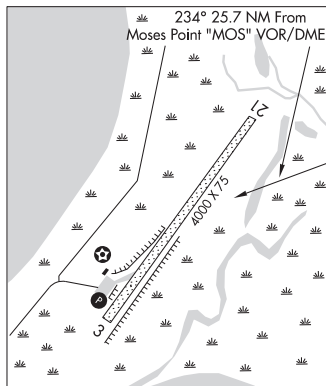 234° 25.7 NM From
Moses Point "MOS" VOR/DME
21
4000 X 75
P
3